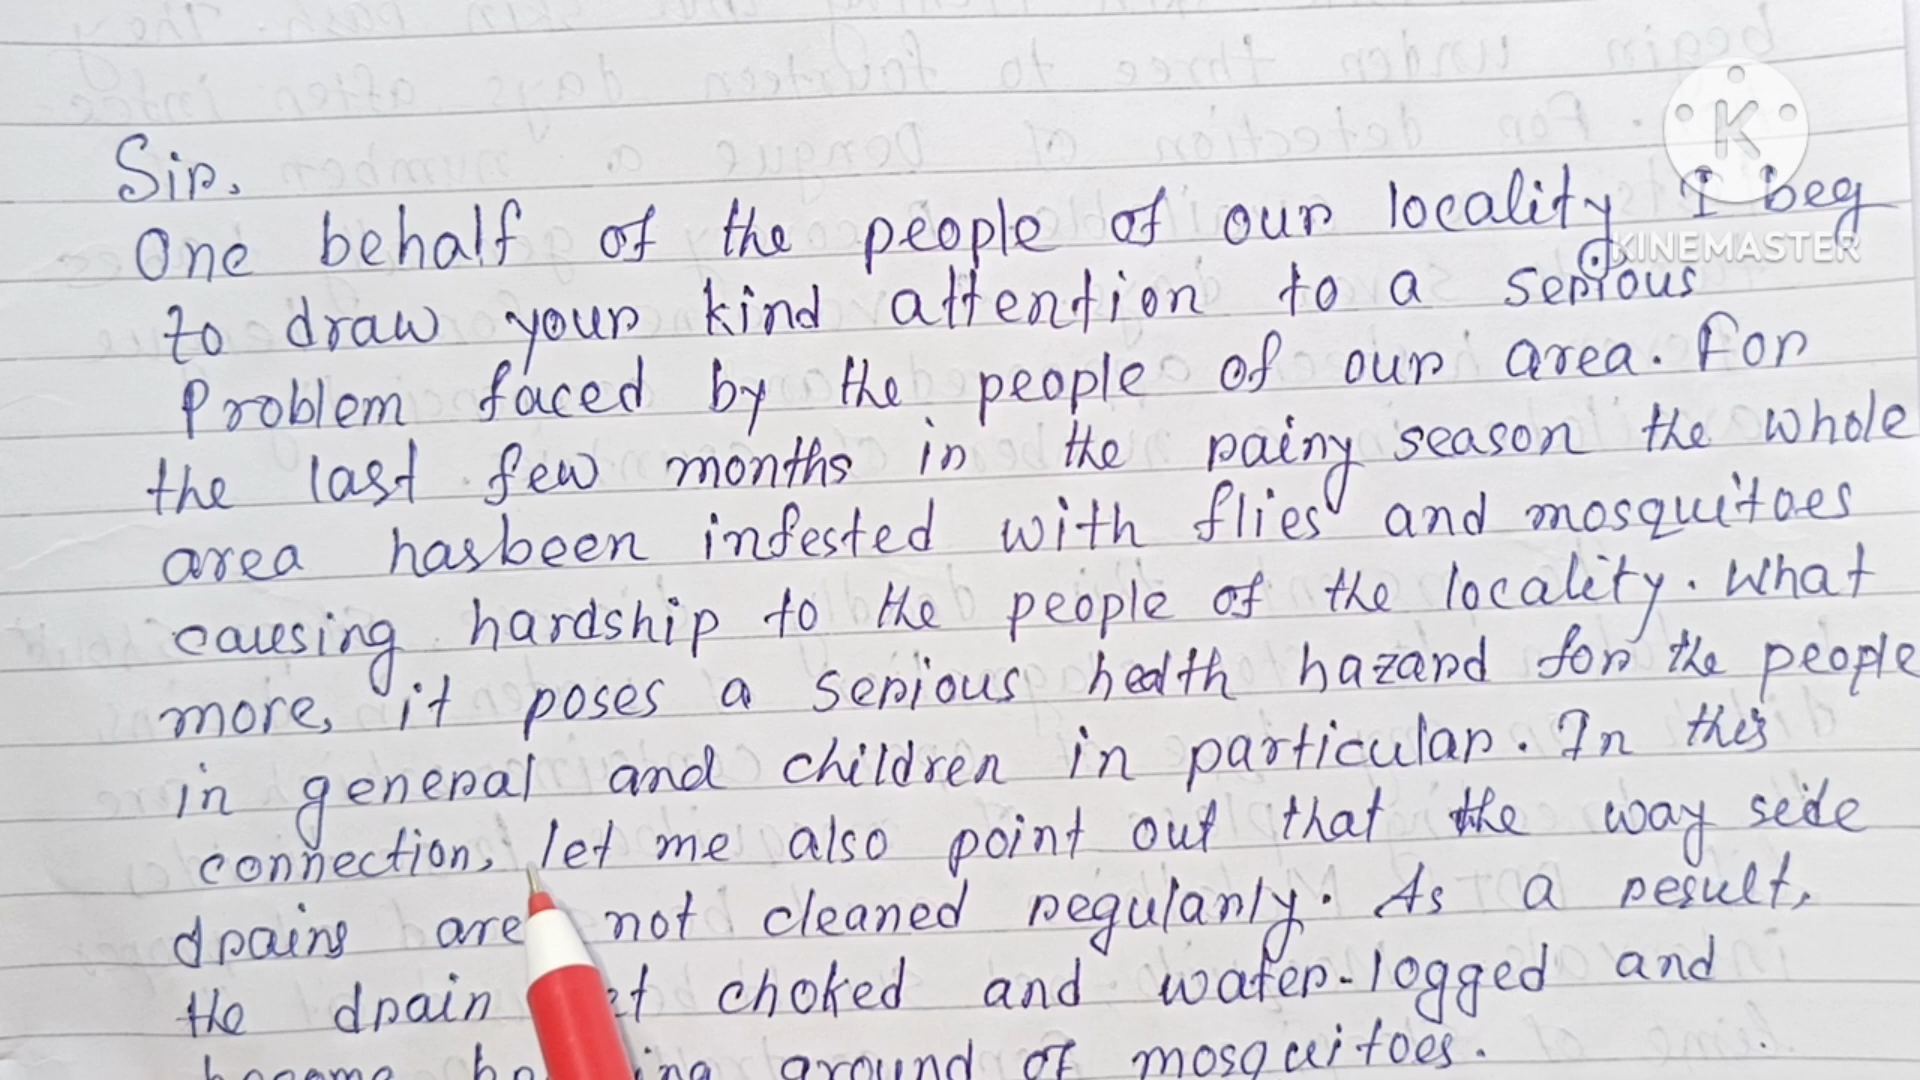 Sir.
One behalf of the people of our locality I beg
KINEMASTER
to draw your kind attention to a serious
Problem faced by the people of our area. For
the last few months in the rainy season the whole
area hasbeen infested with flies and mosquitoes
causing hardship to the people of the locality. What
more, it poses a serious health hazard for the people
in general and children in particular. In this
connection, let me also point out that the way side
drains are not cleaned regularly. As a result,
the drain choked and water-logged and
ground of mosquitoes.